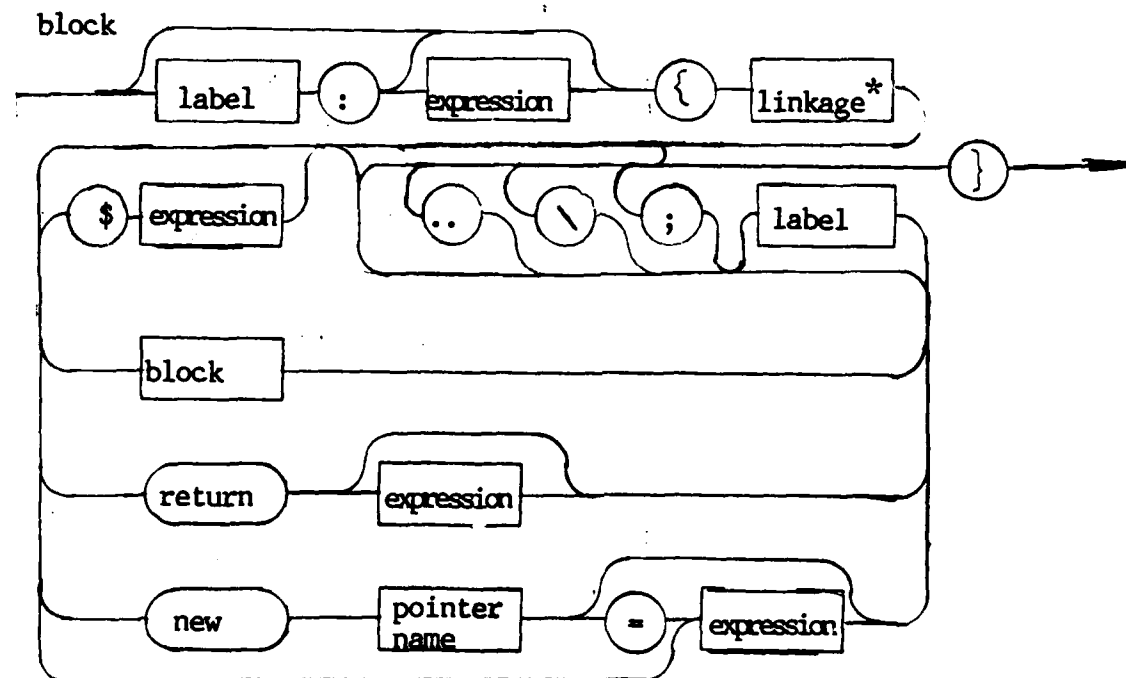 block
label : expression { linkage*
}
$ expression .. \ ; label
block
return expression
new pointer name = expression